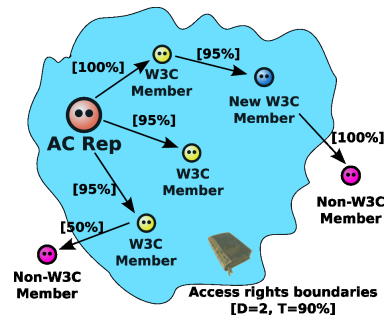 [100%]
[95%]
W3C
Member
New W3C
Member
[95%]
AC Rep
[100%]
W3C
Member
[95%]
Non-W3C
Member
[50%]
W3C
Member
Non-W3C
Member
Access rights boundaries
[D=2, T=90%]